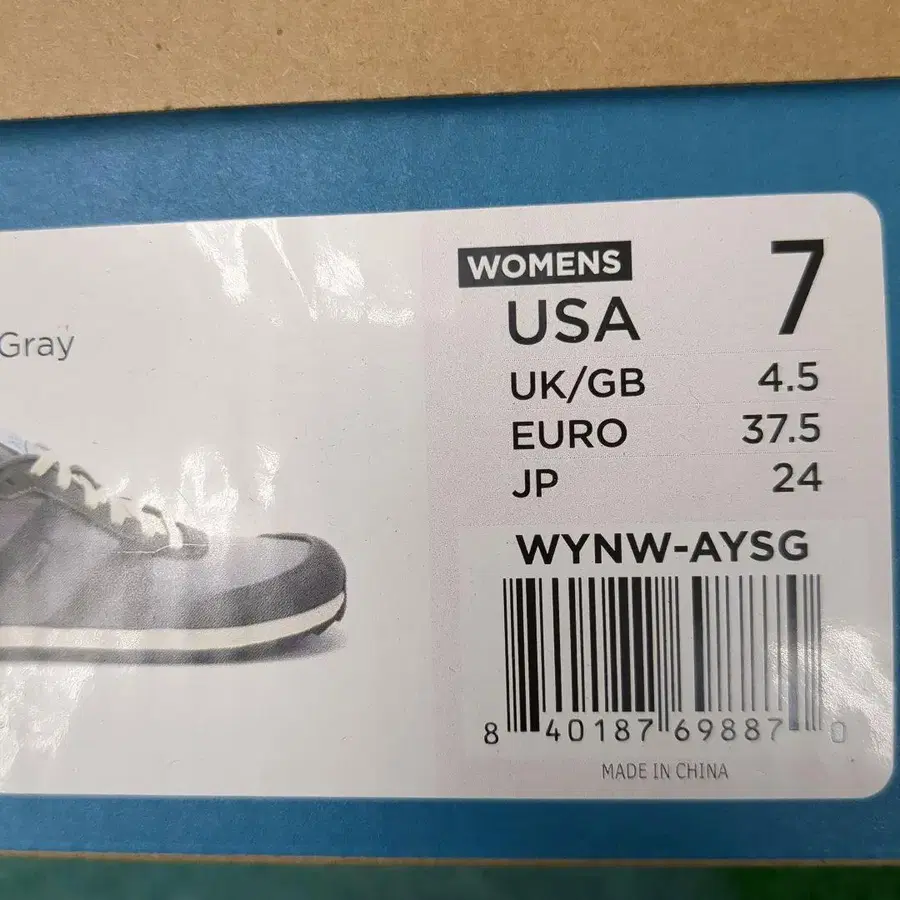 Gray
WOMENS
USA 7
UK/GB 4.5
EURO 37.5
JP 24
WYNW-AYSG
8 40187 69887 0
MADE IN CHINA